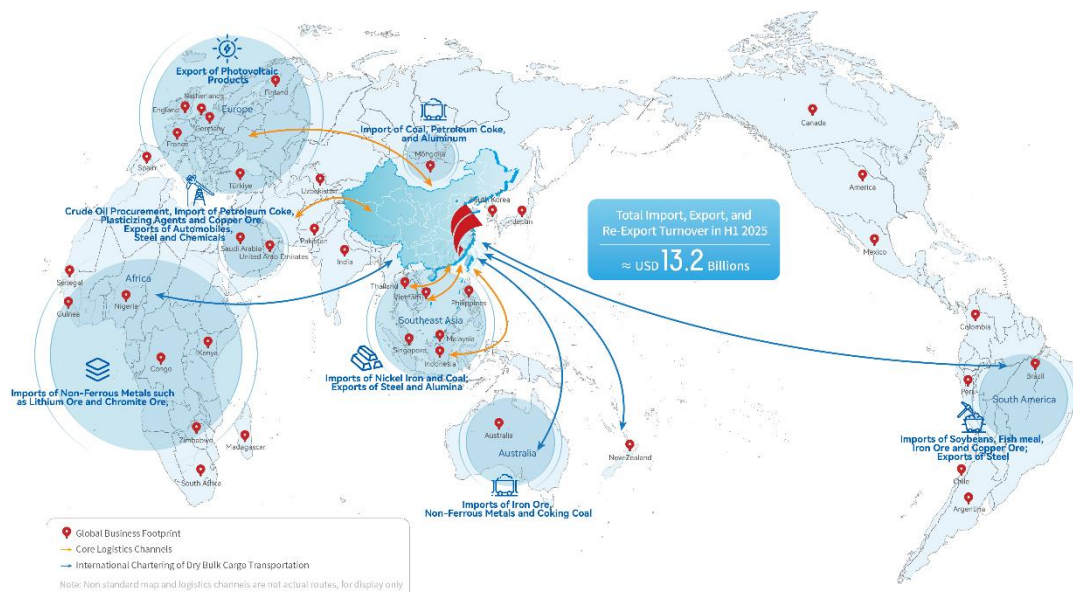 Export of Photovoltaic
Products
Finland
Netherlands
England
Europe
Germany
France
Spain
Türkiye
Import of Coal, Petroleum Coke,
and Aluminum
Mongolia
Uzbekistan
South Korea
Japan
Canada
America
Mexico
Total Import, Export, and
Re-Export Turnover in H1 2025
≈ USD 13.2 Billions
Crude Oil Procurement, Import of Petroleum Coke,
Plasticizing Agents and Copper Ore,
Exports of Automobiles,
Steel and Chemicals
Saudi Arabia
United Arab Emirates
Pakistan
India
Africa
Senegal
Guinea
Nigeria
Kenya
Congo
Imports of Non-Ferrous Metals such
as Lithium Ore and Chromite Ore,
Zimbabwe
Madagascar
South Africa
Thailand
Vietnam
Philippines
Southeast Asia
Malaysia
Singapore
Indonesia
Imports of Nickel Iron and Coal;
Exports of Steel and Alumina
Australia
Australia
New Zealand
Imports of Iron Ore,
Non-Ferrous Metals and Coking Coal
Colombia
Brazil
Peru
South America
Imports of Soybeans, Fish meal,
Iron Ore and Copper Ore;
Exports of Steel
Chile
Argentina
Global Business Footprint
Core Logistics Channels
International Chartering of Dry Bulk Cargo Transportation
Note: Non standard map and logistics channels are not actual routes, for display only